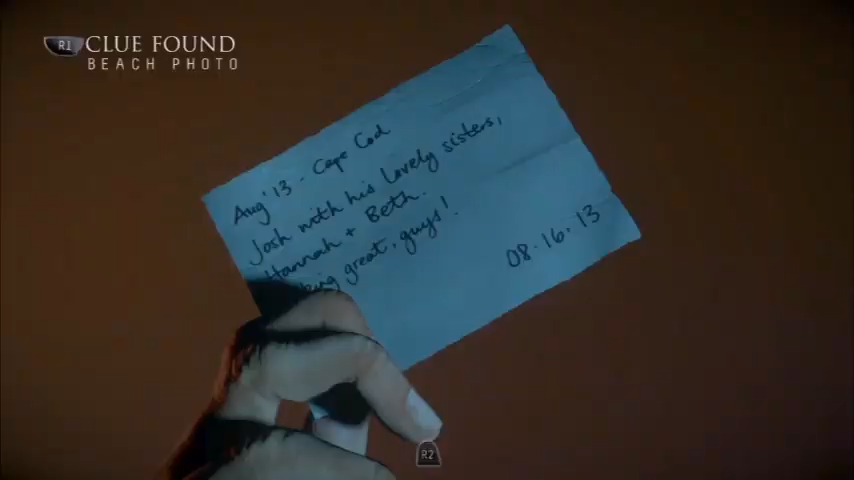 R1 CLUE FOUND
BEACH PHOTO
Aug '13 - Cape Cod
Josh with his lovely sisters,
Hannah + Beth.
great, guys!
08.16.13
R2